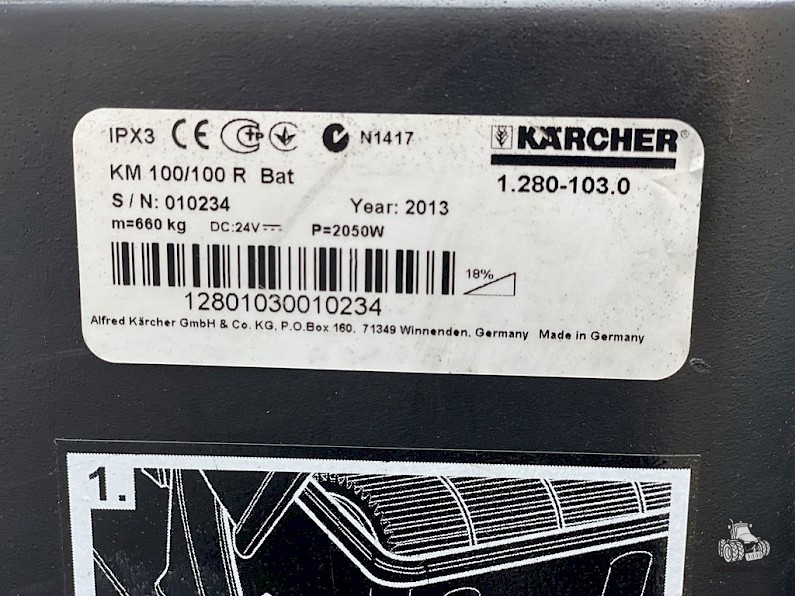 IPX3 CE N1417 KÄRCHER
KM 100/100 R Bat
1.280-103.0
S / N: 010234 Year: 2013
m=660 kg DC:24V P=2050W
18%
12801030010234
Alfred Kärcher GmbH & Co. KG, P.O.Box 160, 71349 Winnenden, Germany Made in Germany
1.